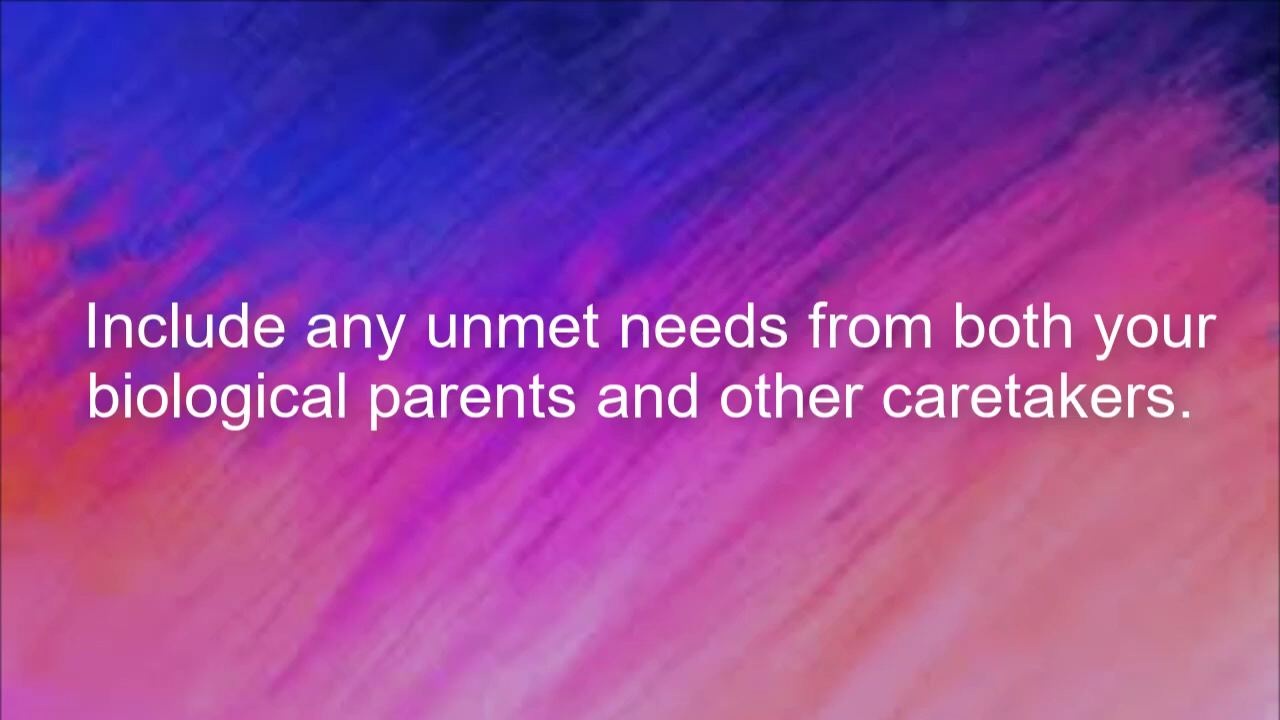 Include any unmet needs from both your
biological parents and other caretakers.